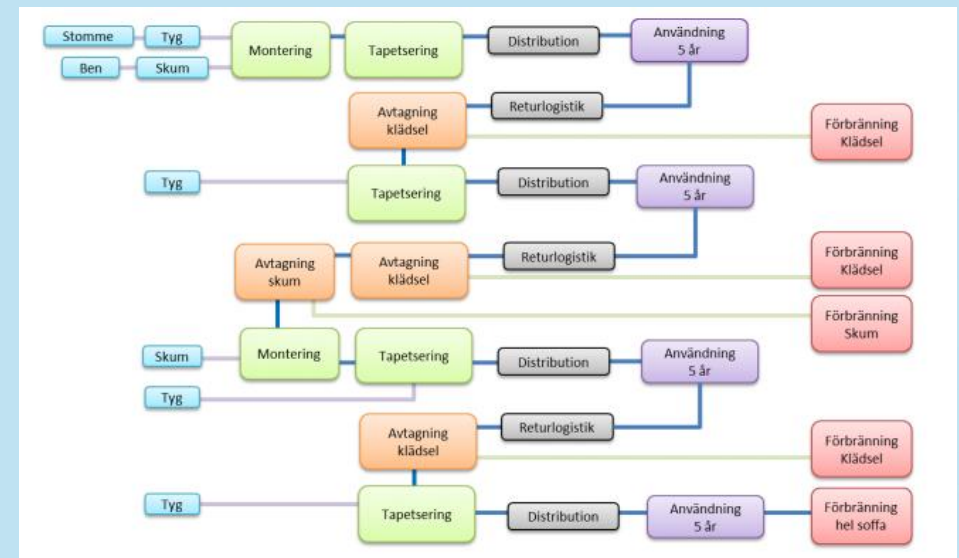 Stomme
Tyg
Ben
Skum
Montering
Tapetsering
Distribution
Användning
5 år
Returlogistik
Avtagning
klädsel
Förbränning
Klädsel
Tyg
Tapetsering
Distribution
Användning
5 år
Returlogistik
Avtagning
klädsel
Avtagning
skum
Förbränning
Klädsel
Förbränning
Skum
Skum
Tyg
Montering
Tapetsering
Distribution
Användning
5 år
Returlogistik
Avtagning
klädsel
Förbränning
Klädsel
Tyg
Tapetsering
Distribution
Användning
5 år
Förbränning
hel soffa